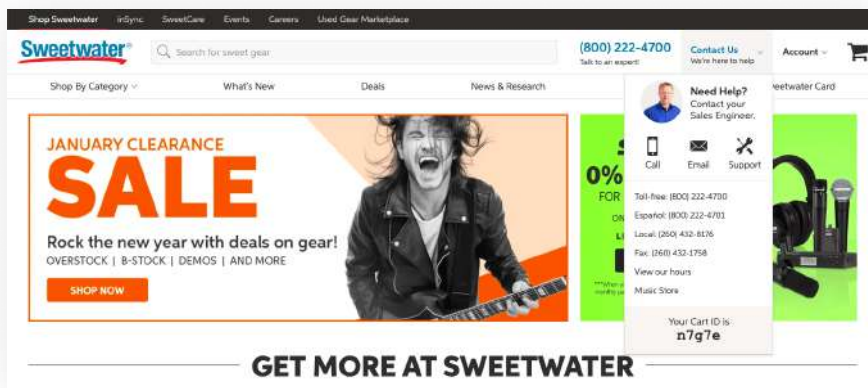 Shop Sweetwater inSync SweetCare Events Careers Used Gear Marketplace
Sweetwater®
Search for sweet gear
(800) 222-4700
Talk to an expert!
Contact Us
We're here to help
Account
Shop By Category What's New Deals News & Research
eetwater Card
JANUARY CLEARANCE
SALE
Rock the new year with deals on gear!
OVERSTOCK | B-STOCK | DEMOS | AND MORE
SHOP NOW
0%
FOR
ON
Need Help?
Contact your
Sales Engineer.
Call Email Support
Toll-free: (800) 222-4700
Español: (800) 222-4701
Local: (260) 432-8176
Fax: (260) 432-1758
View our hours
Music Store
Your Cart ID is
n7g7e
GET MORE AT SWEETWATER